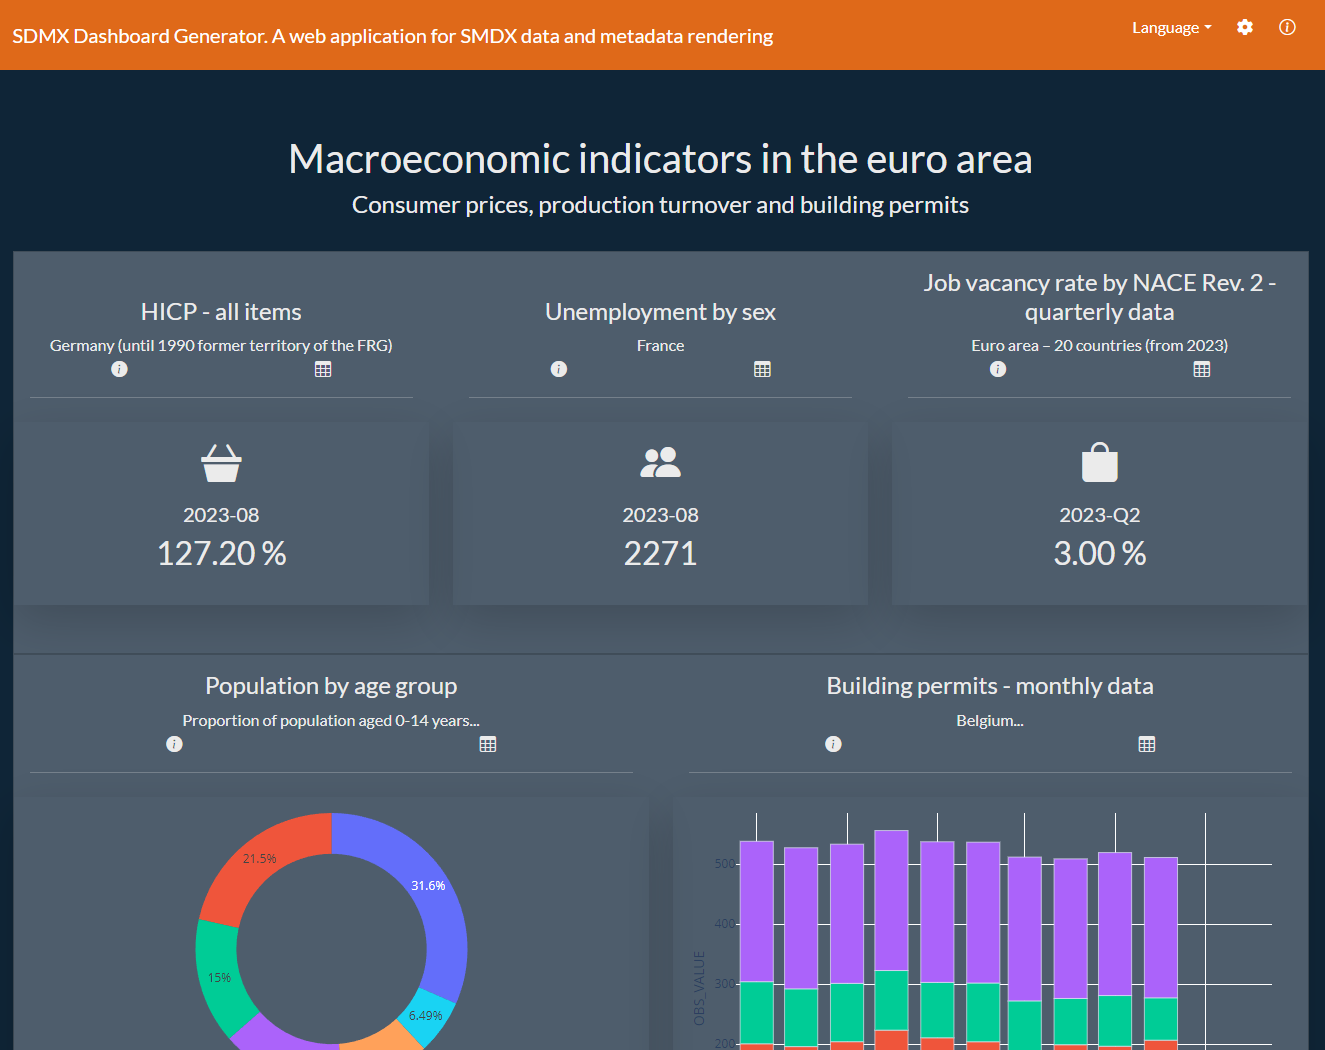 SDMX Dashboard Generator. A web application for SMDX data and metadata rendering
Language
Macroeconomic indicators in the euro area
Consumer prices, production turnover and building permits
HICP - all items
Germany (until 1990 former territory of the FRG)
2023-08
127.20 %
Unemployment by sex
France
2023-08
2271
Job vacancy rate by NACE Rev. 2 -
quarterly data
Euro area – 20 countries (from 2023)
2023-Q2
3.00 %
Population by age group
Proportion of population aged 0-14 years...
21.5%
31.6%
15%
6.49%
Building permits - monthly data
Belgium...
500
400
300
200
OBS_VALUE